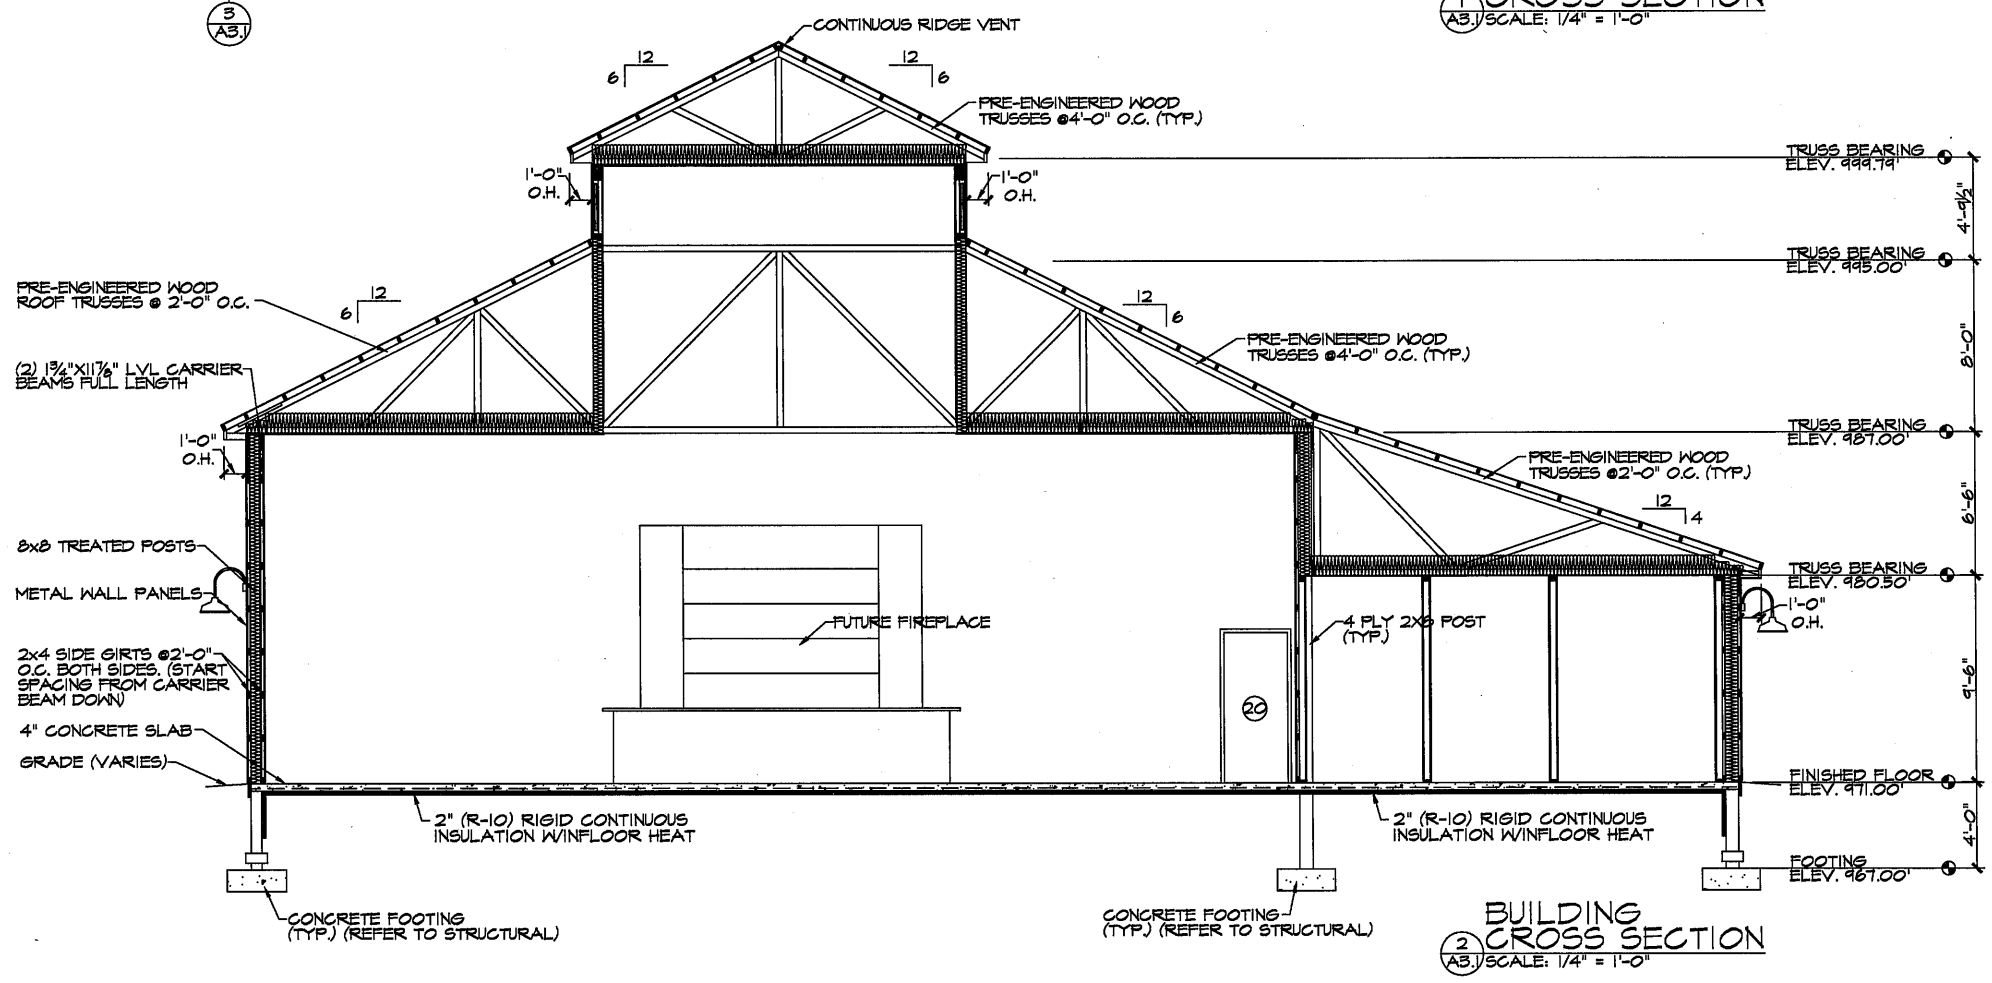 3
A3.1
1 CROSS SECTION
A3.1 SCALE: 1/4" = 1'-0"
CONTINUOUS RIDGE VENT
12
6
12
6
PRE-ENGINEERED WOOD
TRUSSES @4'-0" O.C. (TYP.)
TRUSS BEARING
ELEV. 999.79'
1'-0"
O.H.
1'-0"
O.H.
4'-9½"
TRUSS BEARING
ELEV. 995.00'
PRE-ENGINEERED WOOD
ROOF TRUSSES @ 2'-0" O.C.
12
6
12
6
PRE-ENGINEERED WOOD
TRUSSES @4'-0" O.C. (TYP.)
8'-0"
(2) 1¾"X11⅞" LVL CARRIER
BEAMS FULL LENGTH
TRUSS BEARING
ELEV. 987.00'
1'-0"
O.H.
PRE-ENGINEERED WOOD
TRUSSES @2'-0" O.C. (TYP.)
12
4
6'-6"
8x8 TREATED POSTS
METAL WALL PANELS
TRUSS BEARING
ELEV. 980.50'
1'-0"
O.H.
FUTURE FIREPLACE
4 PLY 2X6 POST
(TYP.)
2x4 SIDE GIRTS @2'-0"
O.C. BOTH SIDES. (START
SPACING FROM CARRIER
BEAM DOWN)
9'-6"
20
4" CONCRETE SLAB
GRADE (VARIES)
FINISHED FLOOR
ELEV. 971.00'
2" (R-10) RIGID CONTINUOUS
INSULATION W/INFLOOR HEAT
2" (R-10) RIGID CONTINUOUS
INSULATION W/INFLOOR HEAT
4'-0"
FOOTING
ELEV. 967.00'
CONCRETE FOOTING
(TYP.) (REFER TO STRUCTURAL)
CONCRETE FOOTING
(TYP.) (REFER TO STRUCTURAL)
BUILDING
2 CROSS SECTION
A3.1 SCALE: 1/4" = 1'-0"